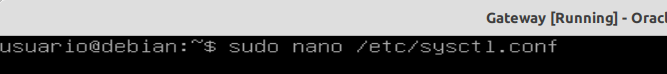 Gateway [Running] - Orac
usuario@debian:~$ sudo nano /etc/sysctl.conf